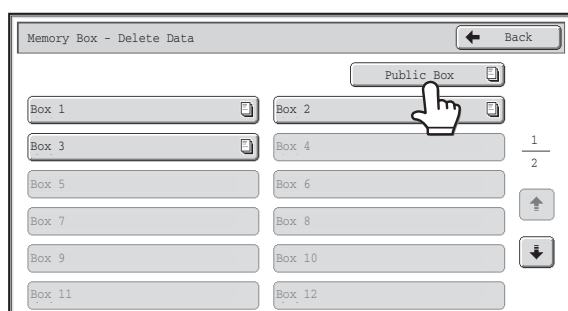 Memory Box - Delete Data
Back
Public Box
Box 1
Box 2
Box 3
Box 4
1
2
Box 5
Box 6
Box 7
Box 8
Box 9
Box 10
Box 11
Box 12